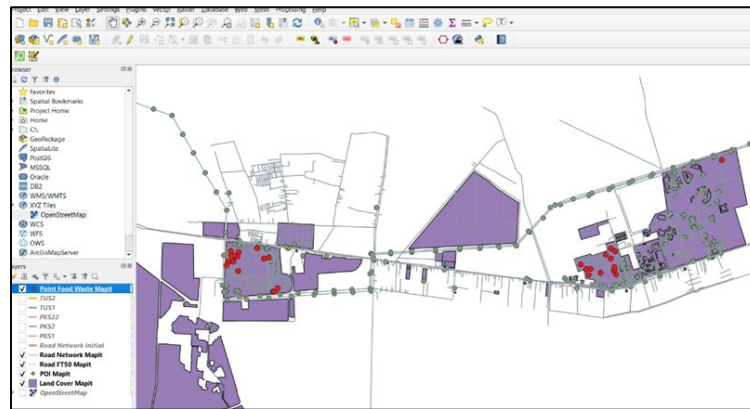 Project Edit View Layer Settings Plugins Vector Raster Database Web Mesh Processing Help
Browser
Favorites
Spatial Bookmarks
Project Home
Home
C:\
GeoPackage
SpatiaLite
PostGIS
MSSQL
Oracle
DB2
WMS/WMTS
XYZ Tiles
OpenStreetMap
WCS
WFS
OWS
ArcGisMapServer
Layers
Point Food Waste Mapit
TUS2
TUS1
PKS22
PKS2
PKS1
Road Network Initial
Road Network Mapit
Road FT50 Mapit
POI Mapit
Land Cover Mapit
OpenStreetMap